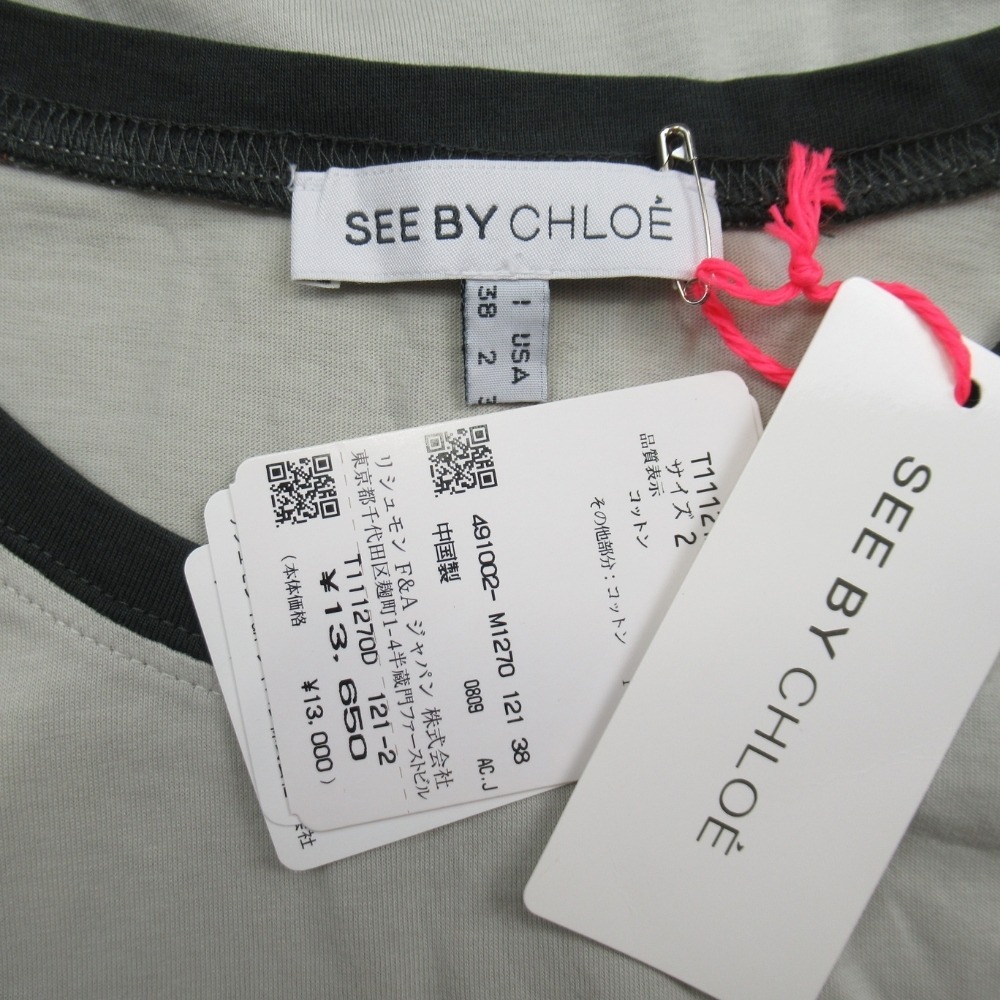 SEE BY CHLOÉ
I USA
38 2
T1112
サイズ 2
品質表示
コットン
その他部分:コットン
491002- M1270 121 38
中国製 0809 AC.J
リシュモン F&A ジャパン 株式会社
東京都千代田区麹町1-4半蔵門ファーストビル
T111270D 121-2
¥13,650
(本体価格 ¥13,000)
SEE BY CHLOÉ